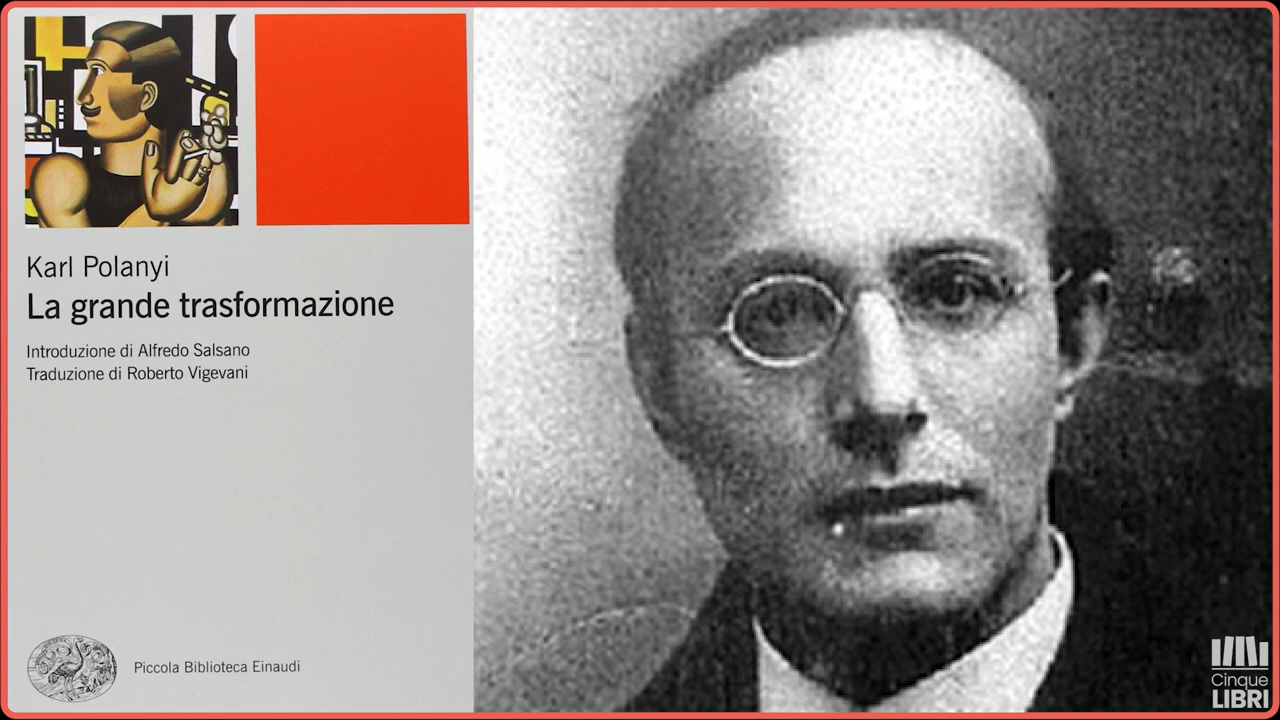 Karl Polanyi
La grande trasformazione
Introduzione di Alfredo Salsano
Traduzione di Roberto Vigevani
Piccola Biblioteca Einaudi
Cinque
LIBRI